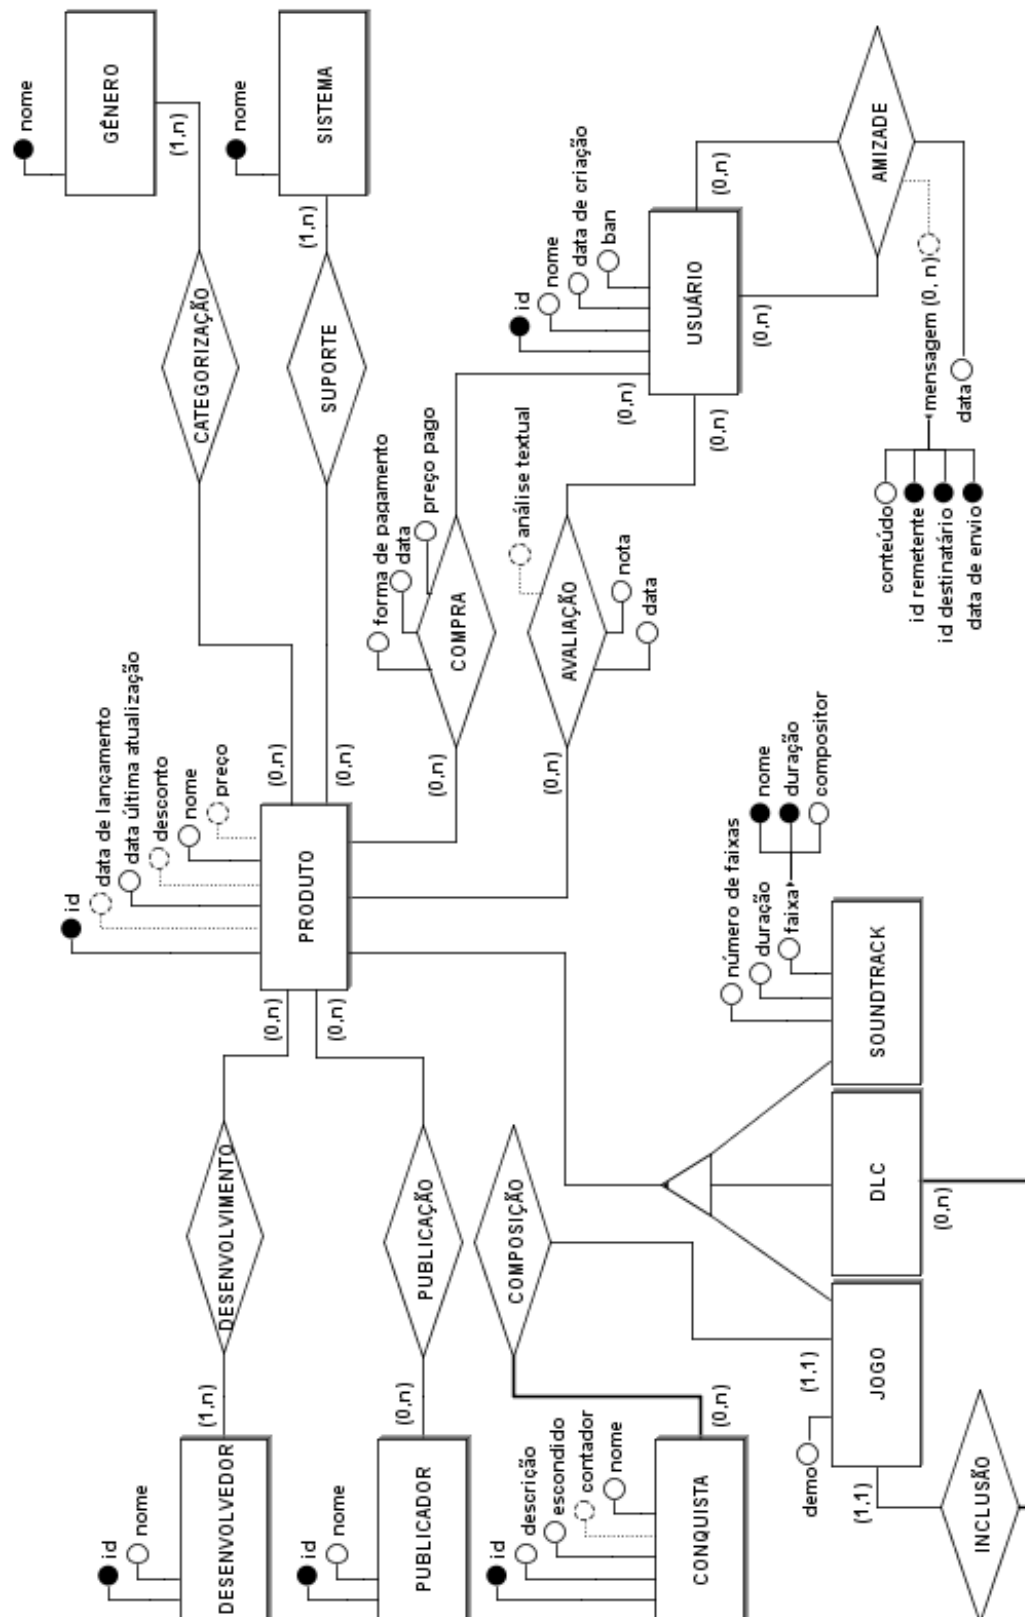 nome
GÊNERO
(1,n)
nome
SISTEMA
(1,n)
CATEGORIZAÇÃO
SUPORTE
id
nome
data de criação
ban
USUÁRIO
(0,n)
(0,n)
(0,n)
(0,n)
AMIZADE
mensagem (0, n)
data
conteúdo
id remetente
id destinatário
data de envio
forma de pagamento
data
preço pago
COMPRA
análise textual
AVALIAÇÃO
nota
data
id
data de lançamento
data última atualização
desconto
nome
preço
PRODUTO
(0,n)
(0,n)
(0,n)
(0,n)
(0,n)
(0,n)
DESENVOLVIMENTO
PUBLICAÇÃO
COMPOSIÇÃO
número de faixas
duração
faixa
nome
duração
compositor
SOUNDTRACK
DLC
(0,n)
JOGO
(1,1)
(1,1)
demo
INCLUSÃO
(1,n)
id
nome
DESENVOLVEDOR
(0,n)
id
nome
PUBLICADOR
id
descrição
escondido
contador
nome
CONQUISTA
(0,n)